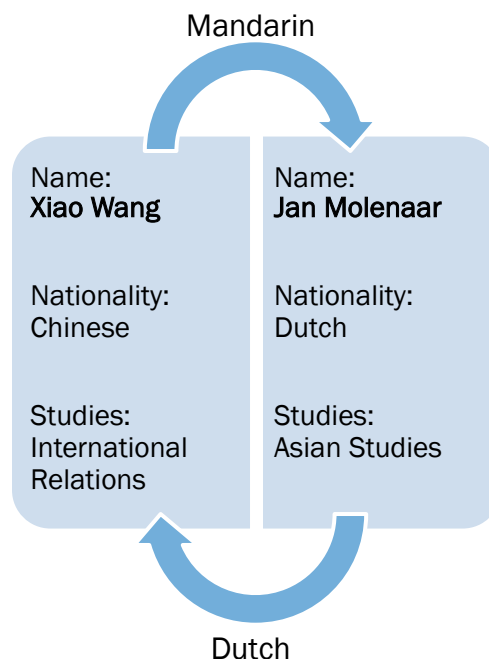 Mandarin
Name:
Xiao Wang
Nationality:
Chinese
Studies:
International
Relations
Name:
Jan Molenaar
Nationality:
Dutch
Studies:
Asian Studies
Dutch